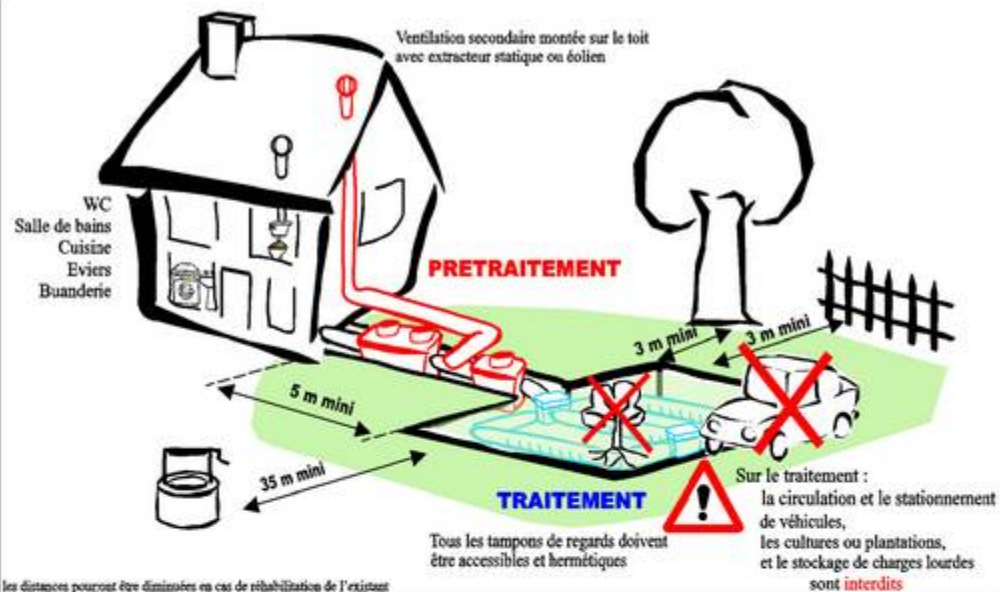 Ventilation secondaire montée sur le toit
avec extracteur statique ou éolien
WC
Salle de bains
Cuisine
Eviers
Buanderie
PRETRAITEMENT
3 m mini
3 m mini
5 m mini
35 m mini
TRAITEMENT
Tous les tampons de regards doivent
être accessibles et hermétiques
Sur le traitement :
la circulation et le stationnement
de véhicules,
les cultures ou plantations,
et le stockage de charges lourdes
sont interdits
les distances pourront être diminuées en cas de réhabilitation de l'existant